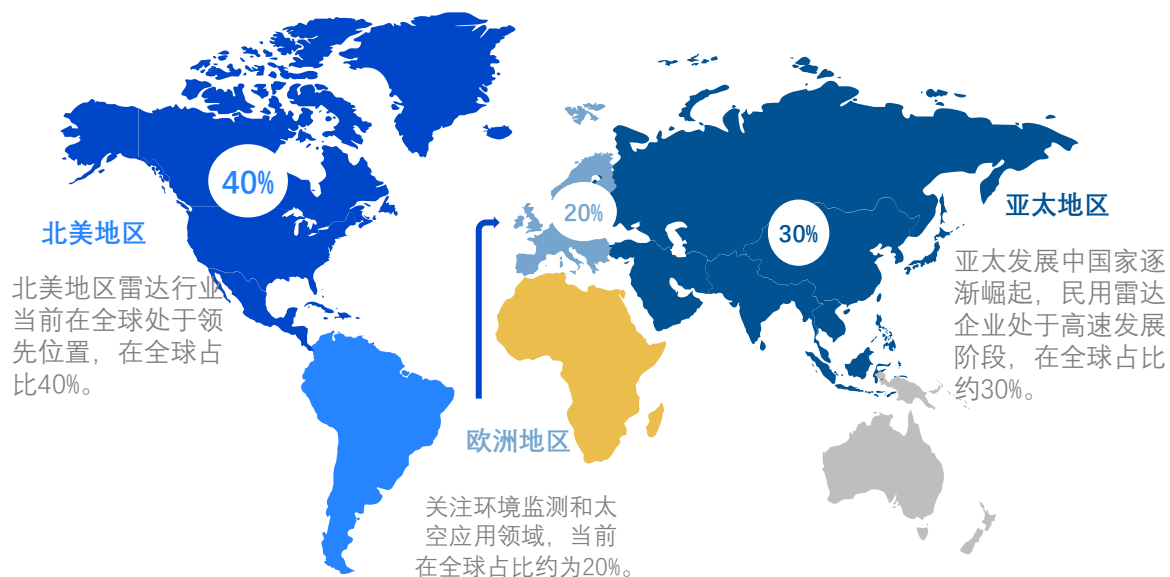 40%
北美地区
北美地区雷达行业
当前在全球处于领
先位置，在全球占
比40%。
20%
欧洲地区
关注环境监测和太
空应用领域，当前
在全球占比约为20%。
30%
亚太地区
亚太发展中国家逐
渐崛起，民用雷达
企业处于高速发展
阶段，在全球占比
约30%。